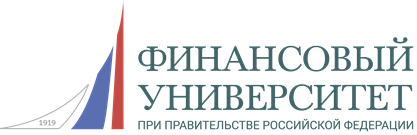 1919
ФИНАНСОВЫЙ
УНИВЕРСИТЕТ
ПРИ ПРАВИТЕЛЬСТВЕ РОССИЙСКОЙ ФЕДЕРАЦИИ